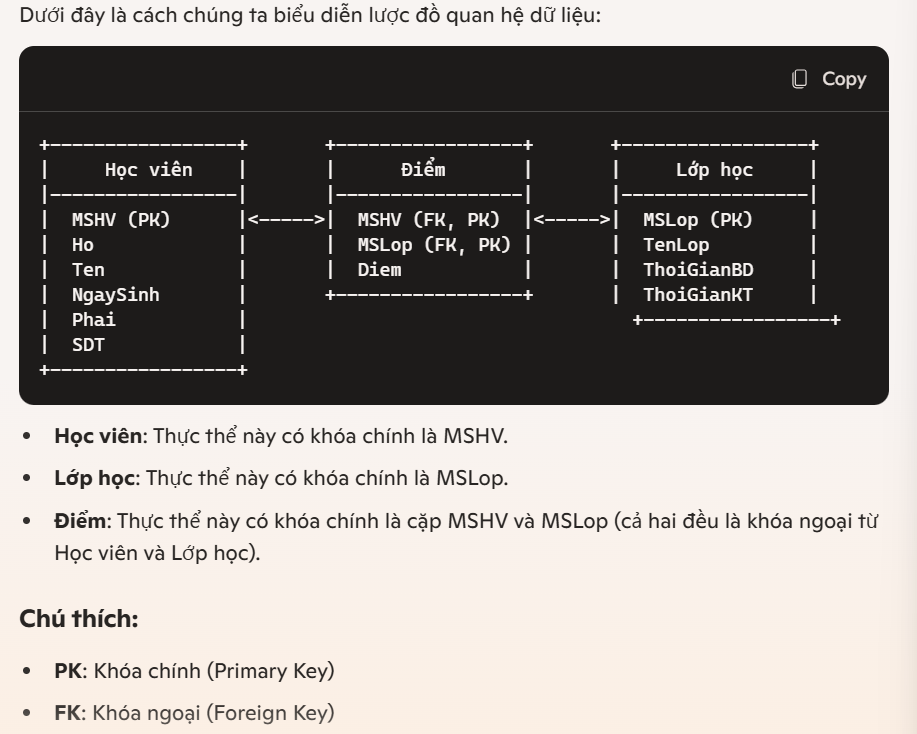 Dưới đây là cách chúng ta biểu diễn lược đồ quan hệ dữ liệu:
Copy
+-----------------+       +------------------+       +-----------------+
|     Học viên    |       |      Điểm       |       |     Lớp học     |
|-----------------|       |-----------------|       |-----------------|
|  MSHV (PK)      |<----->|  MSHV (FK, PK)  |<----->|  MSLop (PK)     |
|  Ho             |       |  MSLop (FK, PK) |       |  TenLop         |
|  Ten            |       |  Diem           |       |  ThoiGianBD     |
|  NgaySinh       |       +------------------+       |  ThoiGianKT     |
|  Phai           |                                   +-----------------+
|  SDT            |
+-----------------+
• Học viên: Thực thể này có khóa chính là MSHV.
• Lớp học: Thực thể này có khóa chính là MSLop.
• Điểm: Thực thể này có khóa chính là cặp MSHV và MSLop (cả hai đều là khóa ngoại từ
Học viên và Lớp học).
Chú thích:
• PK: Khóa chính (Primary Key)
• FK: Khóa ngoại (Foreign Key)